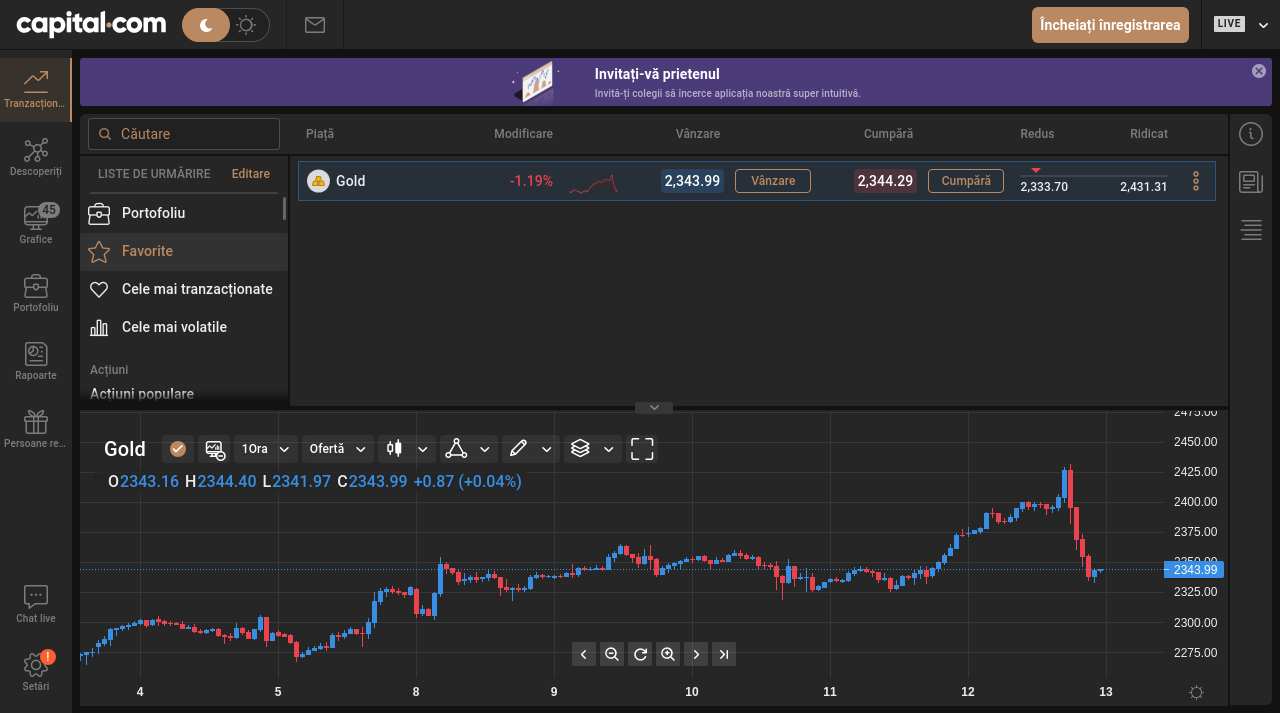 capital.com
Încheiați înregistrarea
LIVE
Tranzacțion...
Descoperiți
45
Grafice
Portofoliu
Rapoarte
Persoane re...
Chat live
!
Setări
Invitați-vă prietenul
Invită-ți colegii să încerce aplicația noastră super intuitivă.
Căutare
Piață Modificare Vânzare Cumpără Redus Ridicat
LISTE DE URMĂRIRE Editare
Portofoliu
Favorite
Cele mai tranzacționate
Cele mai volatile
Acțiuni
Acțiuni populare
Gold -1.19% 2,343.99 Vânzare 2,344.29 Cumpără 2,333.70 2,431.31
Gold 1Ora Ofertă
O2343.16 H2344.40 L2341.97 C2343.99 +0.87 (+0.04%)
2475.00
2450.00
2425.00
2400.00
2375.00
2350.00
2343.99
2325.00
2300.00
2275.00
4 5 8 9 10 11 12 13